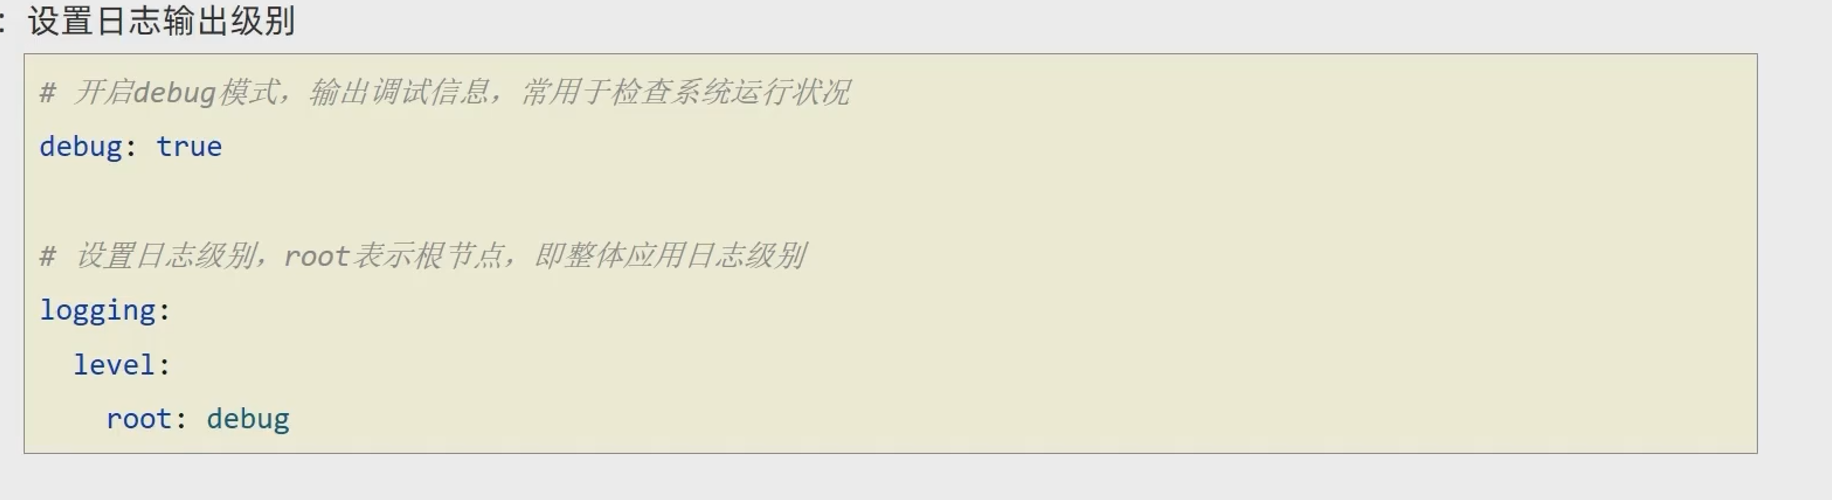 : 设置日志输出级别
# 开启debug模式，输出调试信息，常用于检查系统运行状况
debug: true
# 设置日志级别，root表示根节点，即整体应用日志级别
logging:
  level:
    root: debug